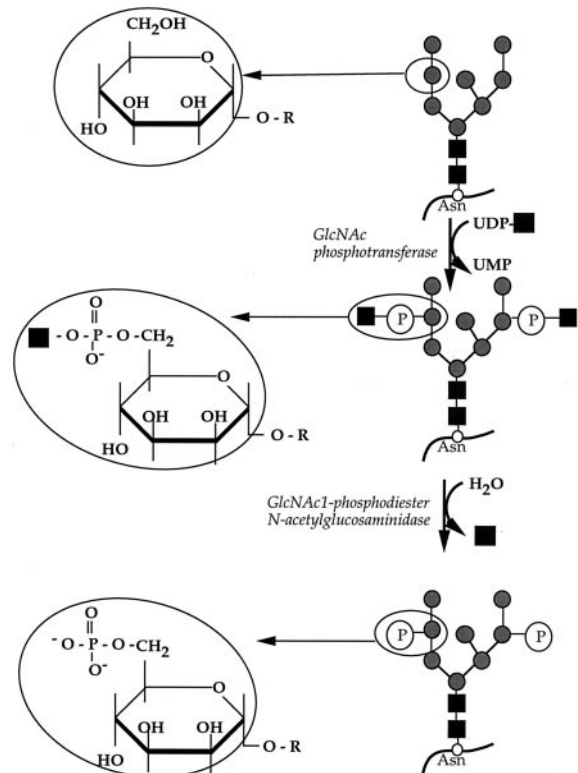 CH2OH
O
OH OH
HO
O - R
Asn
GlcNAc
phosphotransferase
UDP-
UMP
O
- O - P - O - CH2
O-
O
OH OH
HO
O - R
P
P
Asn
GlcNAc1-phosphodiester
N-acetylglucosaminidase
H2O
O
- O - P - O - CH2
O-
O
OH OH
HO
O - R
P
P
Asn